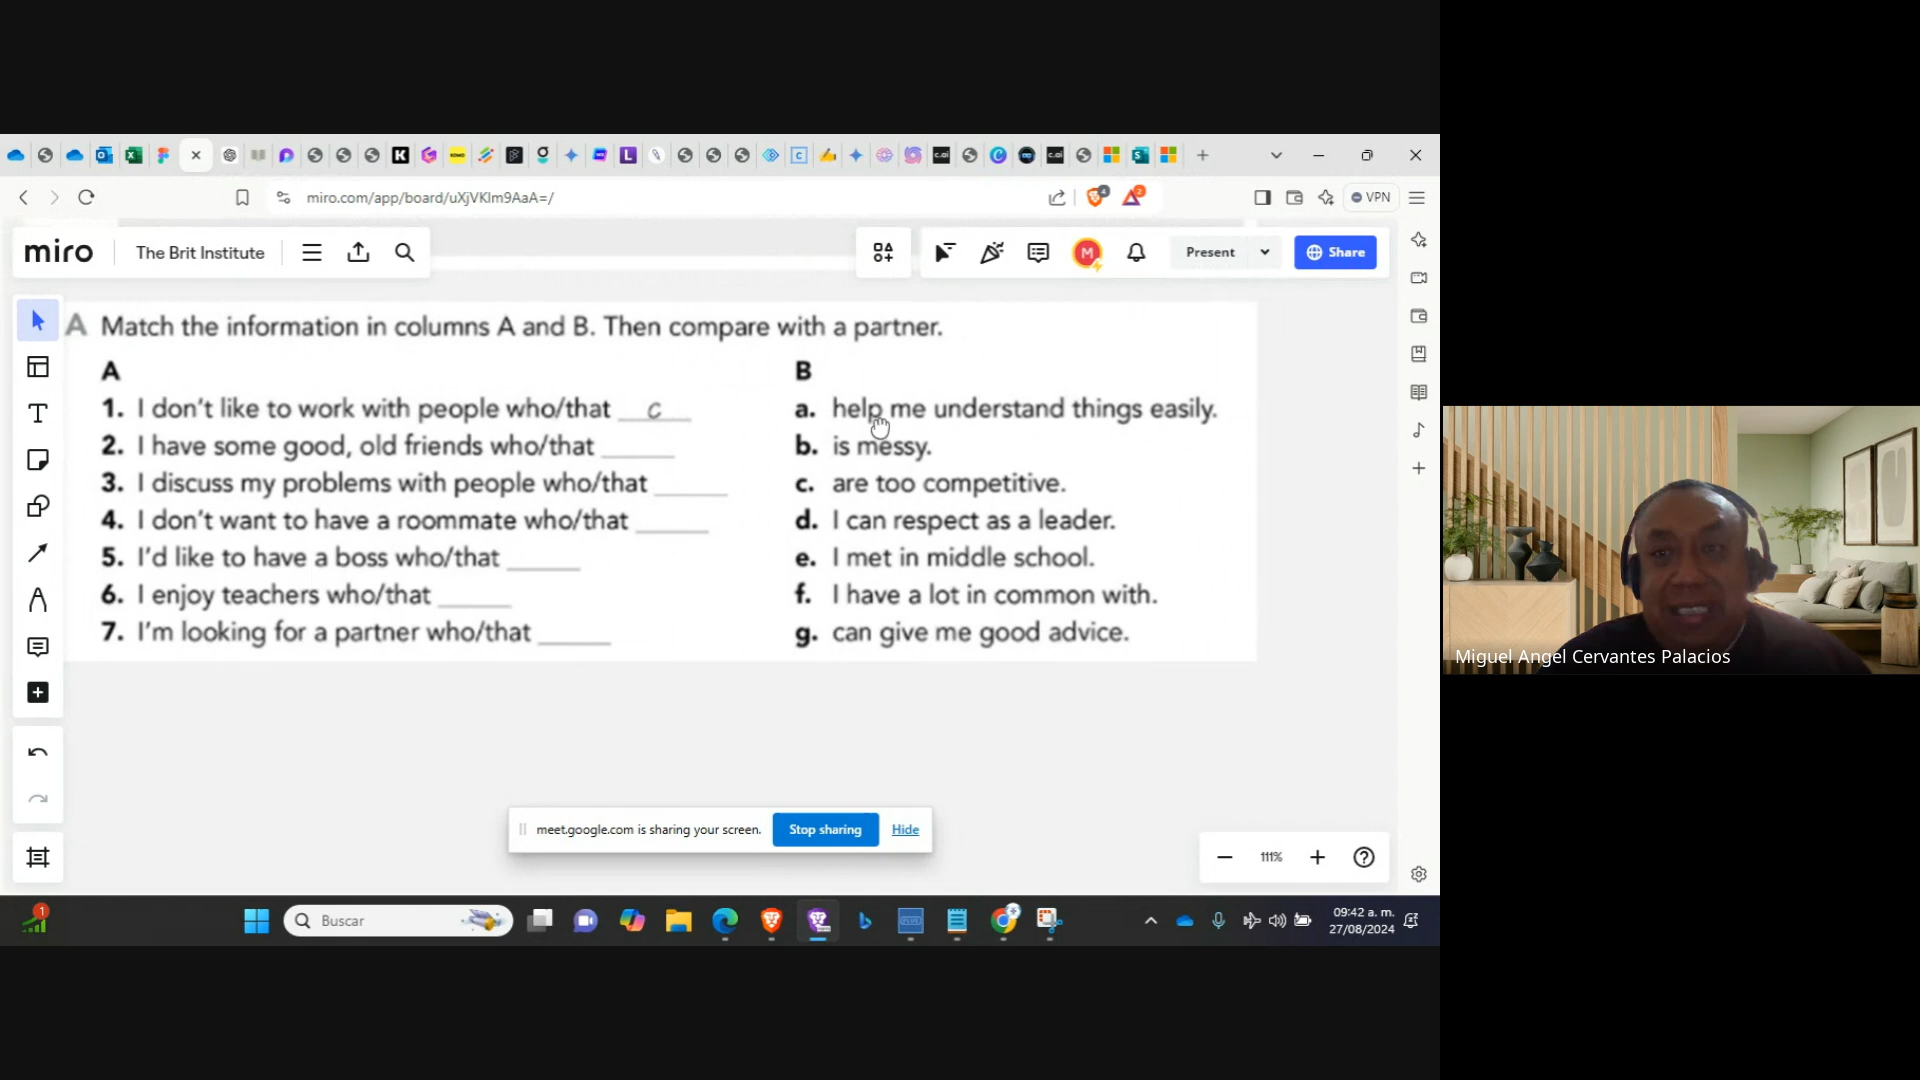 miro.com/app/board/uXjVKlm9AaA=/
VPN
miro
The Brit Institute
M
Present
Share
A Match the information in columns A and B. Then compare with a partner.
A
1. I don't like to work with people who/that c
2. I have some good, old friends who/that
3. I discuss my problems with people who/that
4. I don't want to have a roommate who/that
5. I'd like to have a boss who/that
6. I enjoy teachers who/that
7. I'm looking for a partner who/that
B
a. help me understand things easily.
b. is messy.
c. are too competitive.
d. I can respect as a leader.
e. I met in middle school.
f. I have a lot in common with.
g. can give me good advice.
Miguel Angel Cervantes Palacios
meet.google.com is sharing your screen.
Stop sharing
Hide
111%
1
Buscar
09:42 a. m.
27/08/2024